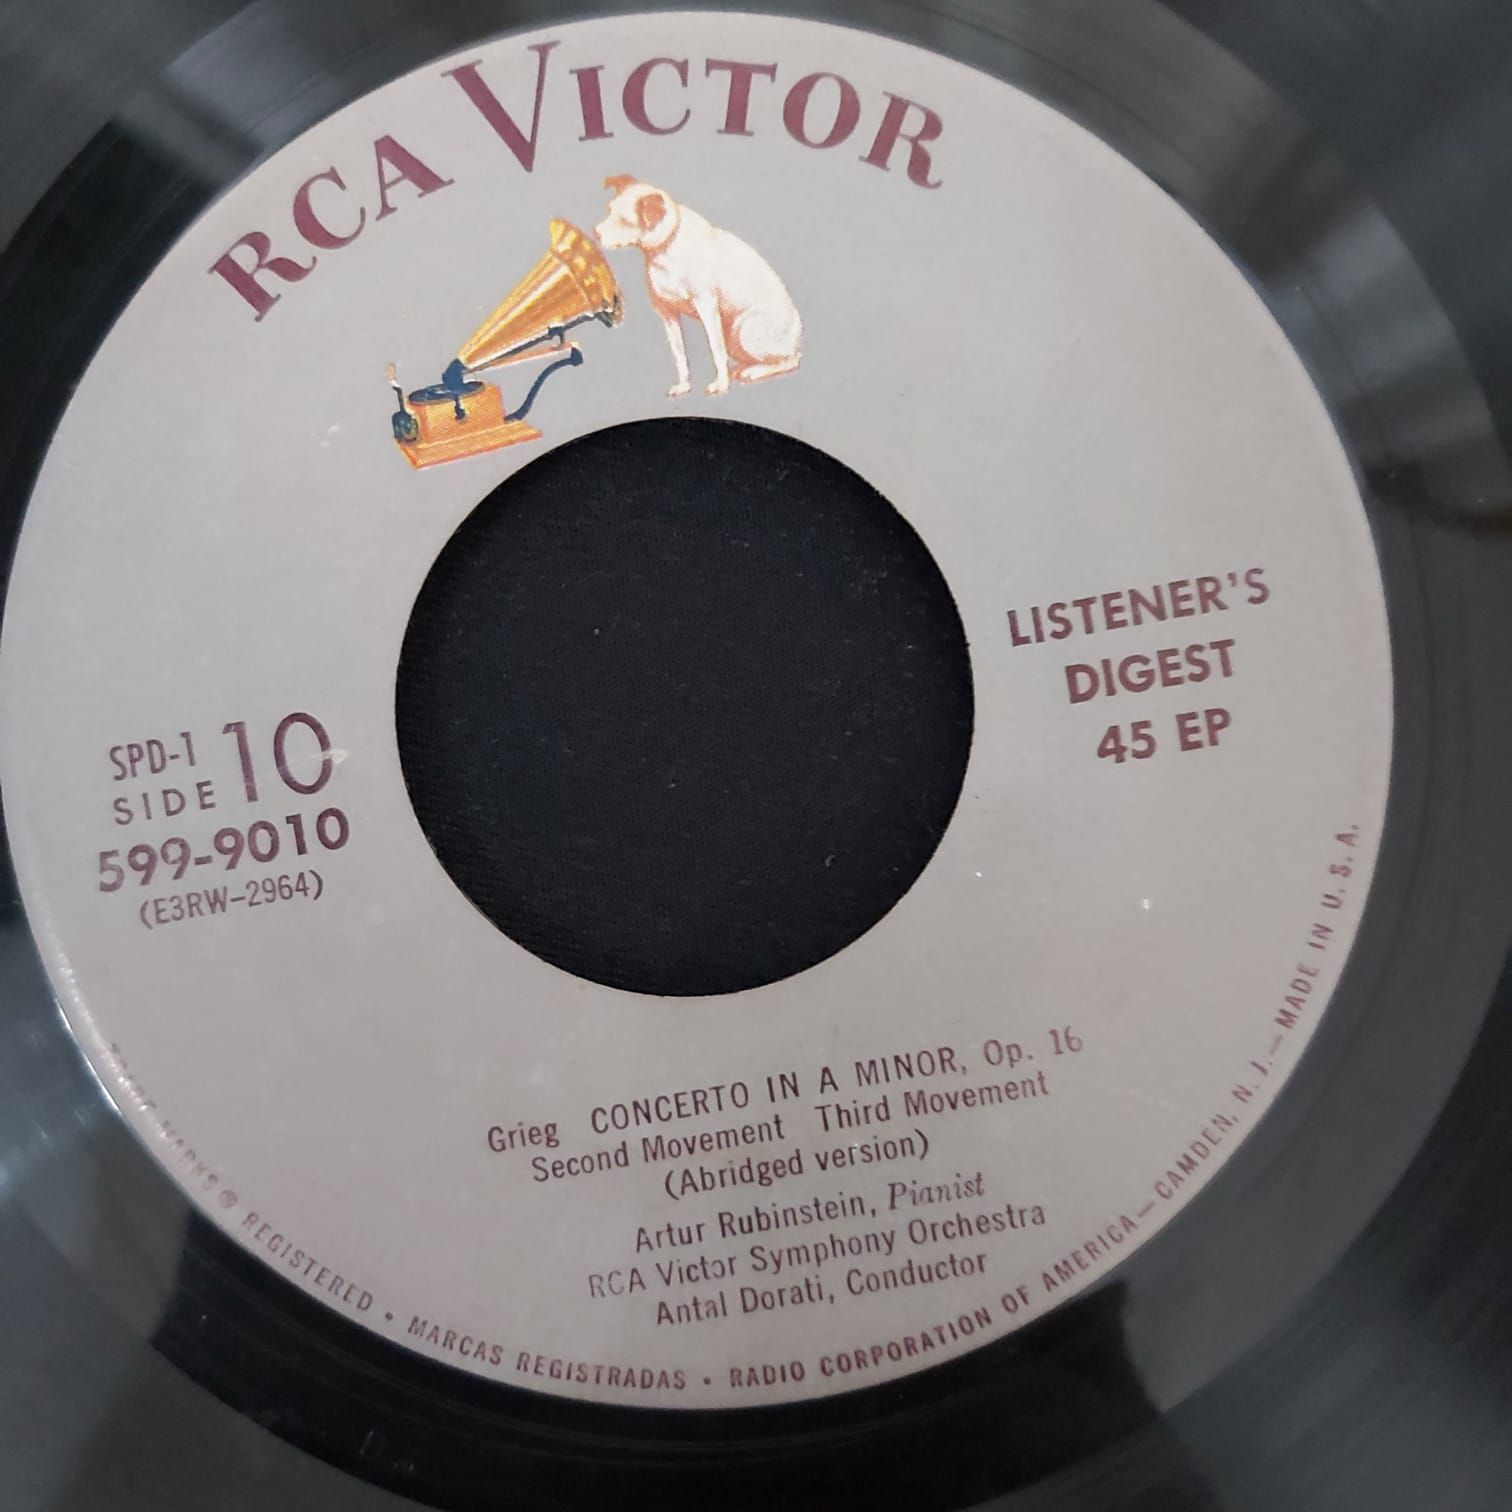 RCA VICTOR
LISTENER'S
DIGEST
45 EP
SPD-1
SIDE 10
599-9010
(E3RW-2964)
Grieg CONCERTO IN A MINOR, Op. 16
Second Movement Third Movement
(Abridged version)
Artur Rubinstein, Pianist
RCA Victor Symphony Orchestra
Antal Dorati, Conductor
TRADE MARKS ® REGISTERED • MARCAS REGISTRADAS • RADIO CORPORATION OF AMERICA — CAMDEN, N. J. — MADE IN U. S. A.